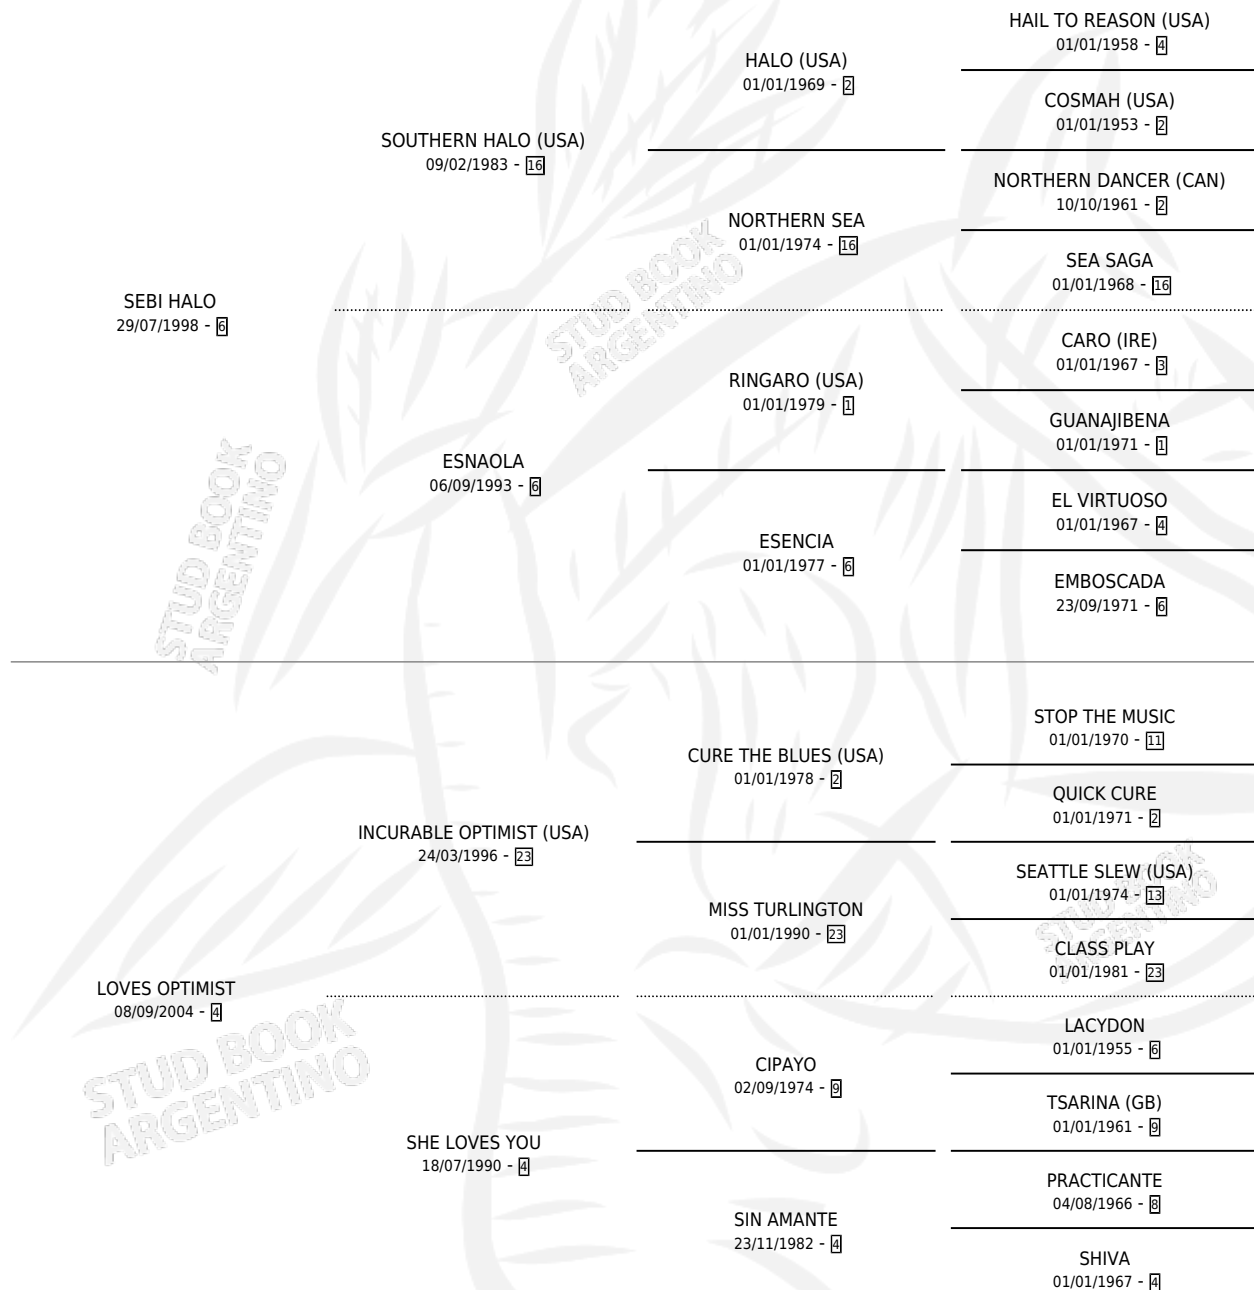 HAIL TO REASON (USA)
01/01/1958 - 4
HALO (USA)
01/01/1969 - 2
COSMAH (USA)
01/01/1953 - 2
SOUTHERN HALO (USA)
09/02/1983 - 16
NORTHERN DANCER (CAN)
10/10/1961 - 2
NORTHERN SEA
01/01/1974 - 16
SEA SAGA
01/01/1968 - 16
SEBI HALO
29/07/1998 - 6
STUD BOOK
ARGENTINO
CARO (IRE)
01/01/1967 - 3
RINGARO (USA)
01/01/1979 - 1
GUANAJIBENA
01/01/1971 - 1
ESNAOLA
06/09/1993 - 6
EL VIRTUOSO
01/01/1967 - 4
ESENCIA
01/01/1977 - 6
EMBOSCADA
23/09/1971 - 6
STUD BOOK
ARGENTINO
STOP THE MUSIC
01/01/1970 - 11
CURE THE BLUES (USA)
01/01/1978 - 2
QUICK CURE
01/01/1971 - 2
INCURABLE OPTIMIST (USA)
24/03/1996 - 23
SEATTLE SLEW (USA)
01/01/1974 - 13
MISS TURLINGTON
01/01/1990 - 23
STUD BOOK
ARGENTINO
CLASS PLAY
01/01/1981 - 23
LOVES OPTIMIST
08/09/2004 - 4
STUD BOOK
ARGENTINO
LACYDON
01/01/1955 - 6
CIPAYO
02/09/1974 - 9
TSARINA (GB)
01/01/1961 - 9
SHE LOVES YOU
18/07/1990 - 4
PRACTICANTE
04/08/1966 - 8
SIN AMANTE
23/11/1982 - 4
SHIVA
01/01/1967 - 4